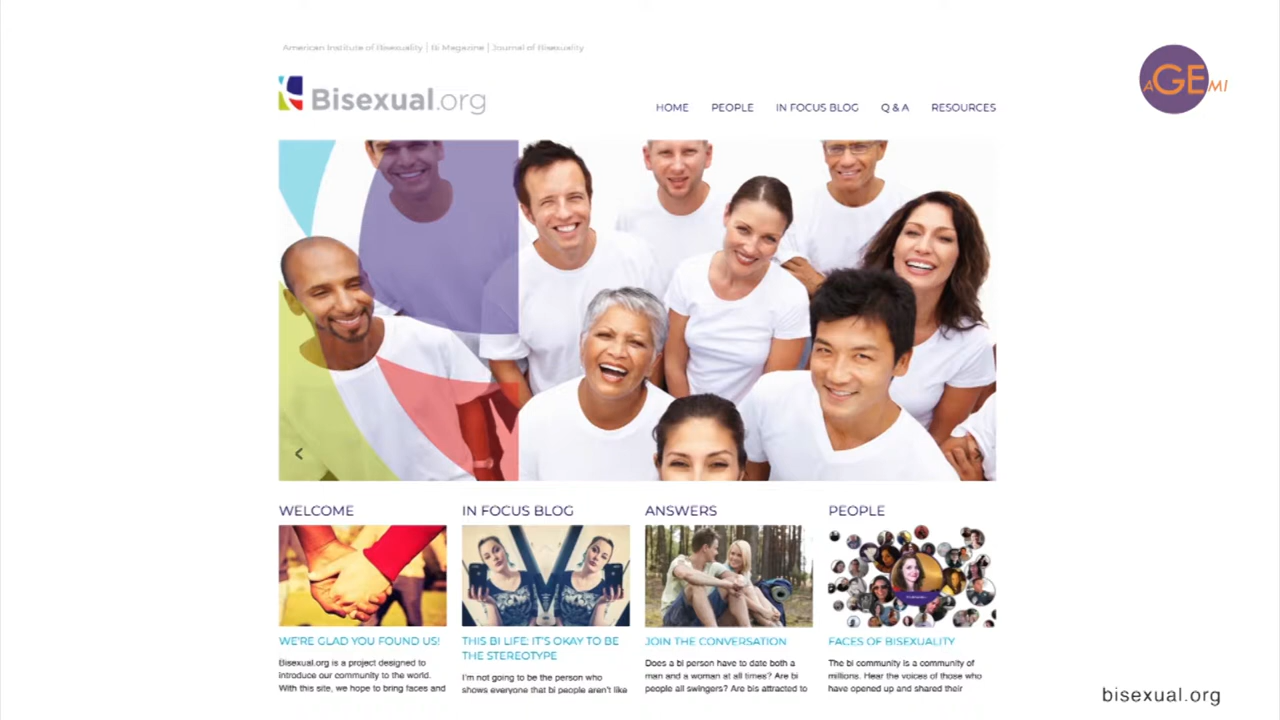 American Institute of Bisexuality | Bi Magazine | Journal of Bisexuality
AGEMI
Bisexual.org
HOME PEOPLE IN FOCUS BLOG Q & A RESOURCES
WELCOME
WE'RE GLAD YOU FOUND US!
Bisexual.org is a project designed to
introduce our community to the world.
With this site, we hope to bring faces and
IN FOCUS BLOG
THIS BI LIFE: IT'S OKAY TO BE
THE STEREOTYPE
I'm not going to be the person who
shows everyone that bi people aren't like
ANSWERS
JOIN THE CONVERSATION
Does a bi person have to date both a
man and a woman at all times? Are bi
people all swingers? Are bis attracted to
PEOPLE
FACES OF BISEXUALITY
The bi community is a community of
millions. Hear the voices of those who
have opened up and shared their
bisexual.org